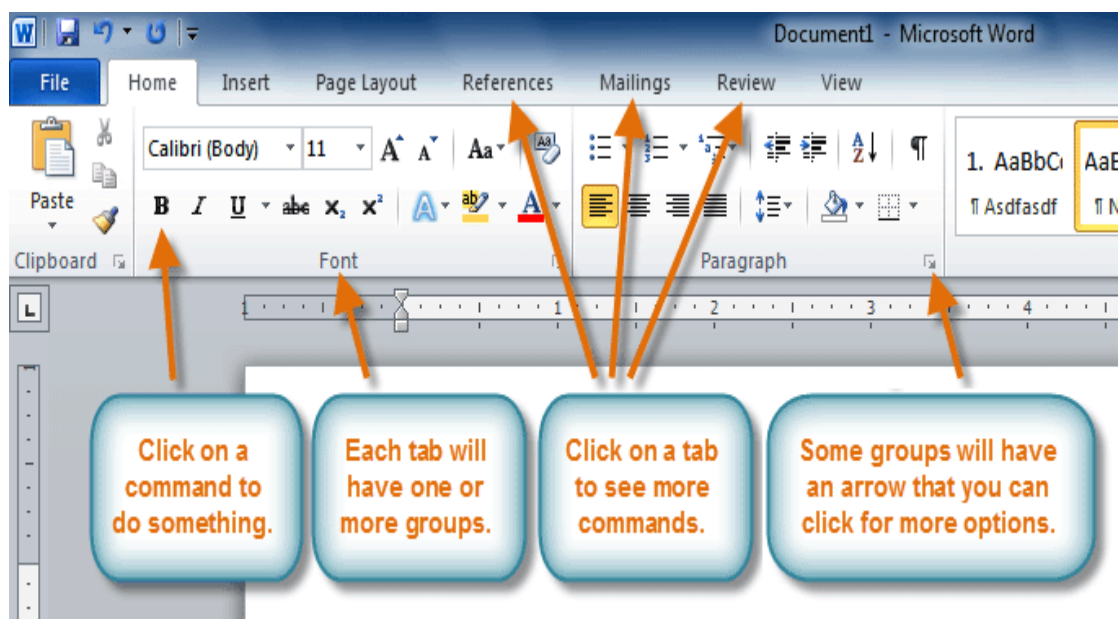 Document1 - Microsoft Word
File Home Insert Page Layout References Mailings Review View
Calibri (Body) 11
1. AaBbCc AaB
Paste
¶ Asdfasdf ¶ N
Clipboard Font Paragraph
1 1 2 3 4
Click on a
command to
do something.
Each tab will
have one or
more groups.
Click on a tab
to see more
commands.
Some groups will have
an arrow that you can
click for more options.